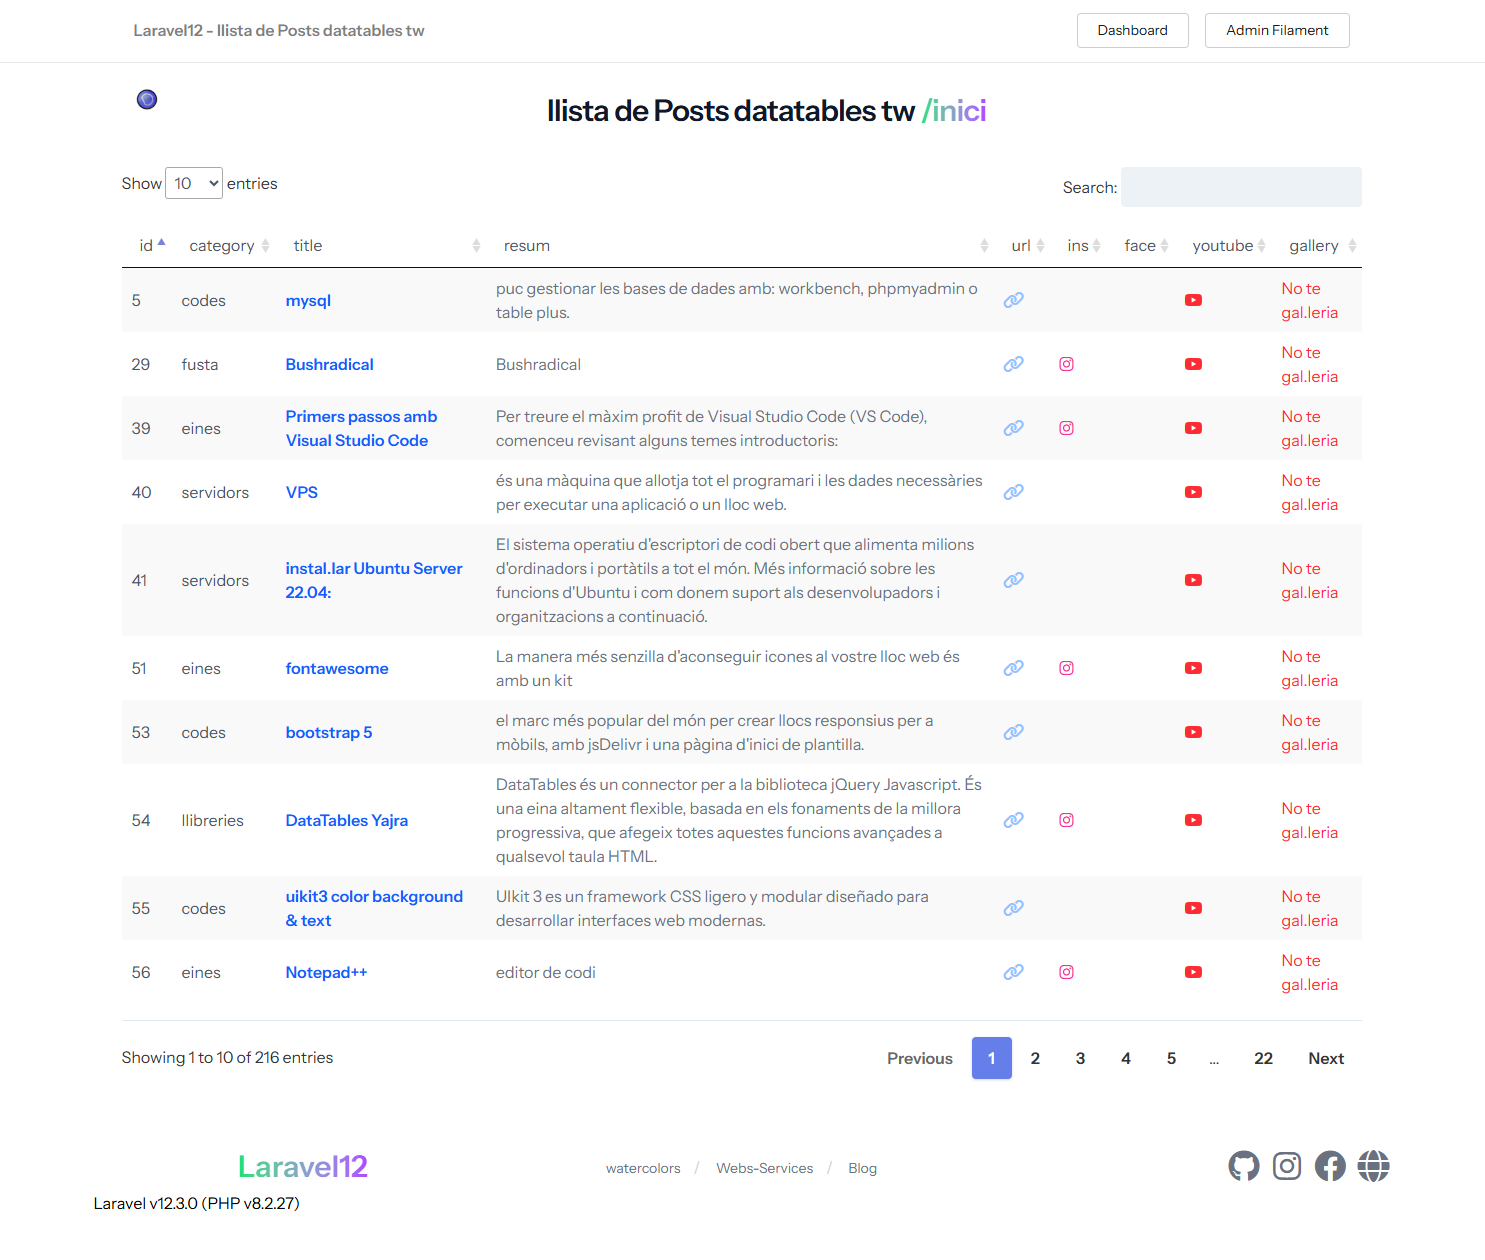 Laravel12 - llista de Posts datatables tw
Dashboard
Admin Filament
llista de Posts datatables tw /inici
Show 10 entries
Search:
id category title resum url ins face youtube gallery
5 codes mysql puc gestionar les bases de dades amb: workbench, phpmyadmin o
table plus.
No te
gal.leria
29 fusta Bushradical Bushradical
No te
gal.leria
39 eines
Primers passos amb
Visual Studio Code
Per treure el màxim profit de Visual Studio Code (VS Code),
comenceu revisant alguns temes introductoris:
No te
gal.leria
40 servidors VPS
és una màquina que allotja tot el programari i les dades necessàries
per executar una aplicació o un lloc web.
No te
gal.leria
41 servidors
instal.lar Ubuntu Server
22.04:
El sistema operatiu d'escriptori de codi obert que alimenta milions
d'ordinadors i portàtils a tot el món. Més informació sobre les
funcions d'Ubuntu i com donem suport als desenvolupadors i
organitzacions a continuació.
No te
gal.leria
51 eines fontawesome
La manera més senzilla d'aconseguir icones al vostre lloc web és
amb un kit
No te
gal.leria
53 codes bootstrap 5
el marc més popular del món per crear llocs responsius per a
mòbils, amb jsDelivr i una pàgina d'inici de plantilla.
No te
gal.leria
54 llibreries DataTables Yajra
DataTables és un connector per a la biblioteca jQuery Javascript. És
una eina altament flexible, basada en els fonaments de la millora
progressiva, que afegeix totes aquestes funcions avançades a
qualsevol taula HTML.
No te
gal.leria
55 codes
uikit3 color background
& text
UIkit 3 es un framework CSS ligero y modular diseñado para
desarrollar interfaces web modernas.
No te
gal.leria
56 eines Notepad++ editor de codi
No te
gal.leria
Showing 1 to 10 of 216 entries
Previous 1 2 3 4 5 ... 22 Next
Laravel12
watercolors / Webs-Services / Blog
Laravel v12.3.0 (PHP v8.2.27)